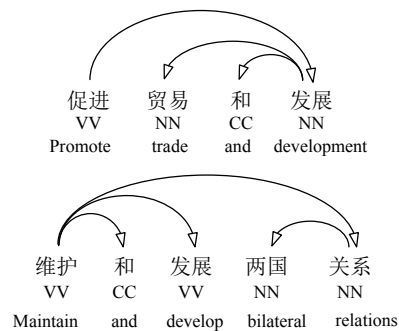 促进 贸易 和 发展
VV NN CC NN
Promote trade and development
维护 和 发展 两国 关系
VV CC VV NN NN
Maintain and develop bilateral relations